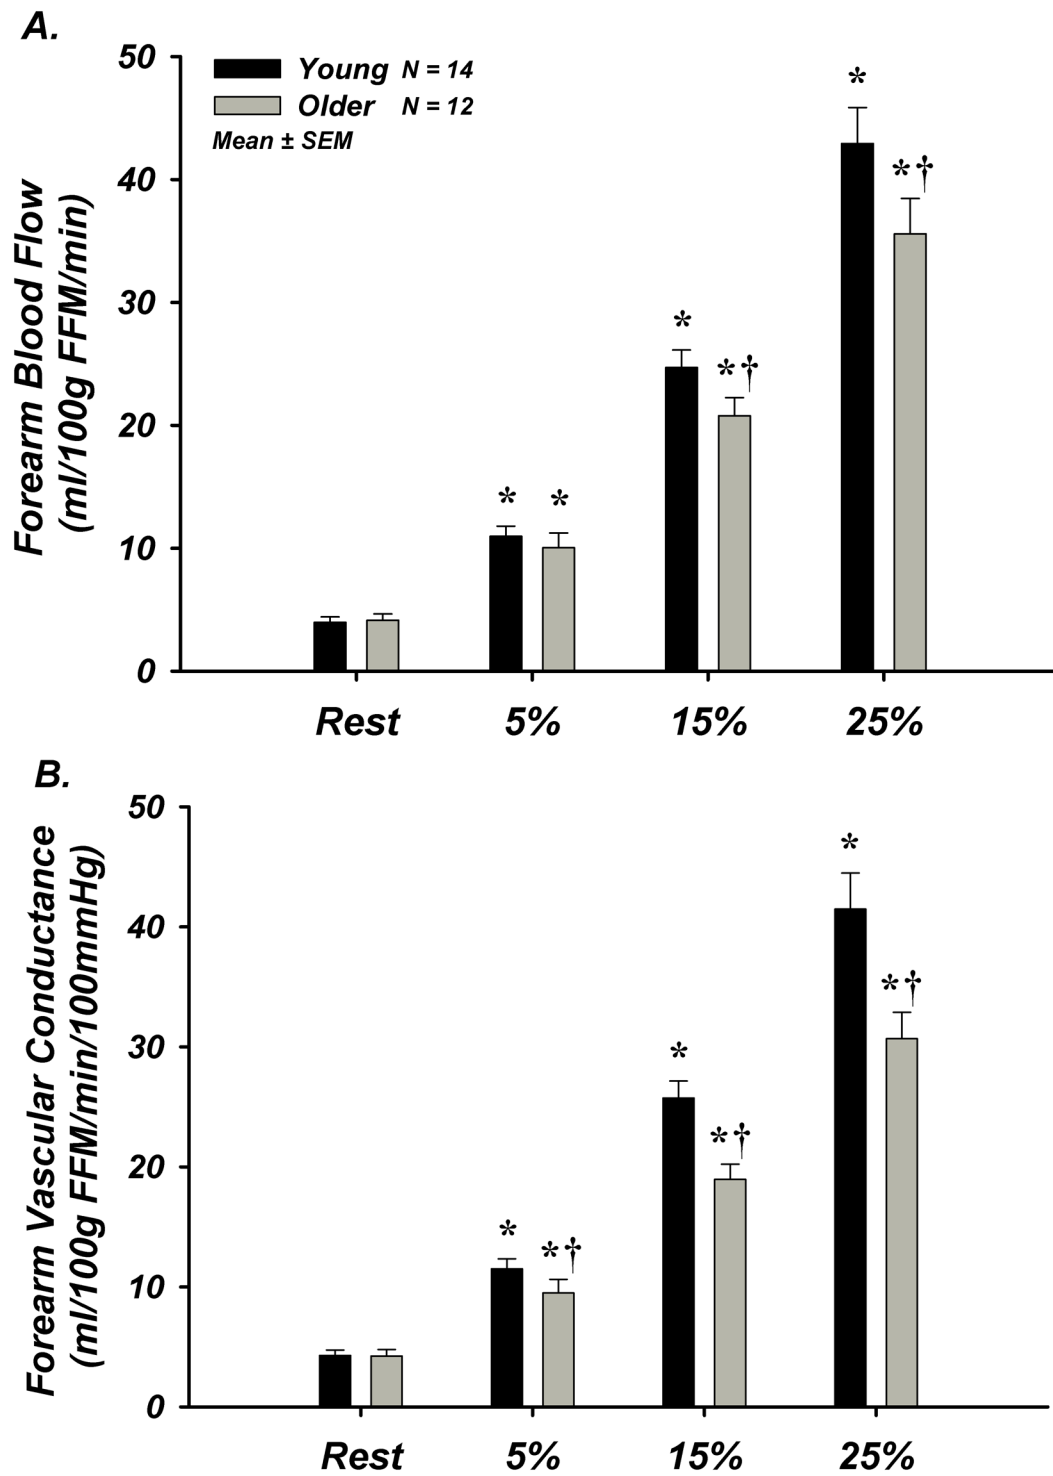 A.
50
40
30
20
10
0
Forearm Blood Flow
(ml/100g FFM/min)
Young N = 14
Older N = 12
Mean ± SEM
*
*†
*
*†
*
*
Rest 5% 15% 25%
B.
50
40
30
20
10
0
Forearm Vascular Conductance
(ml/100g FFM/min/100mmHg)
*
*†
*
*†
*
*†
Rest 5% 15% 25%